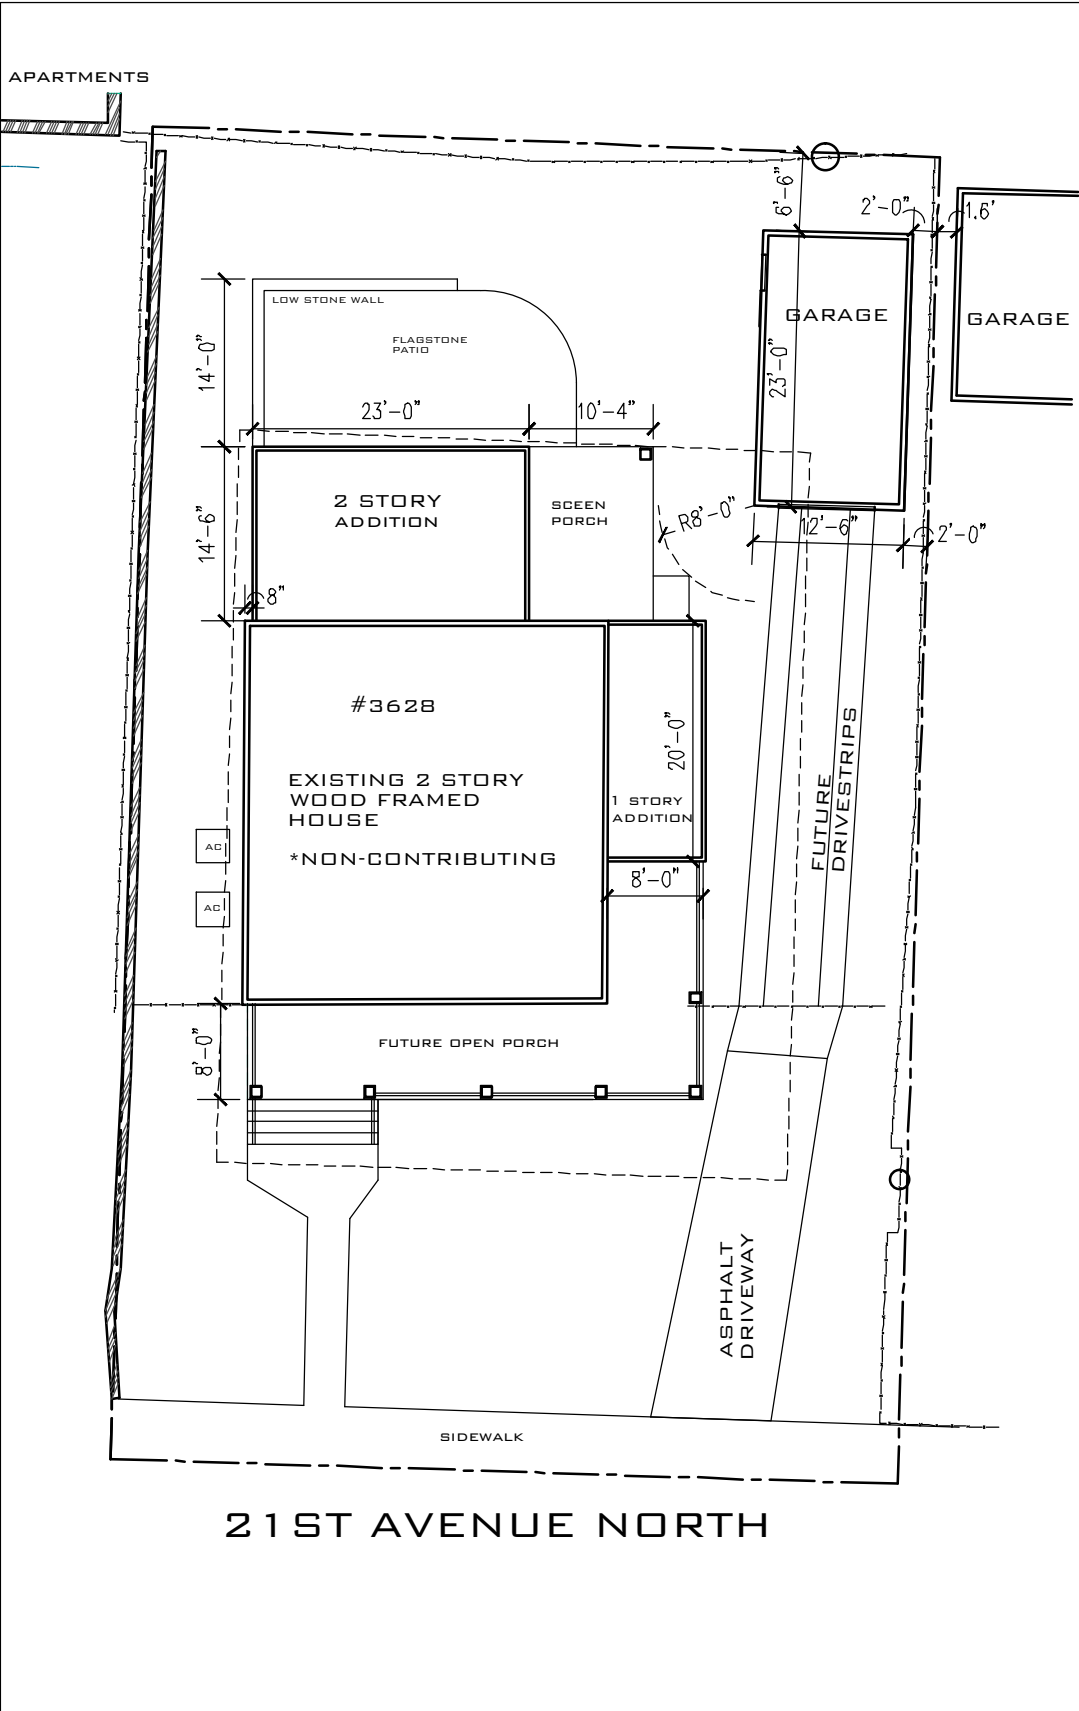 APARTMENTS
6'-6"
2'-0"
1.6'
LOW STONE WALL
FLAGSTONE
PATIO
GARAGE
GARAGE
14'-0"
23'-0"
23'-0"
10'-4"
2 STORY
ADDITION
SCEEN
PORCH
R8'-0"
12'-6"
2'-0"
14'-6"
8"
#3628
20'-0"
FUTURE
DRIVESTRIPS
EXISTING 2 STORY
WOOD FRAMED
HOUSE
1 STORY
ADDITION
*NON-CONTRIBUTING
AC
8'-0"
AC
8'-0"
FUTURE OPEN PORCH
ASPHALT
DRIVEWAY
SIDEWALK
21ST AVENUE NORTH